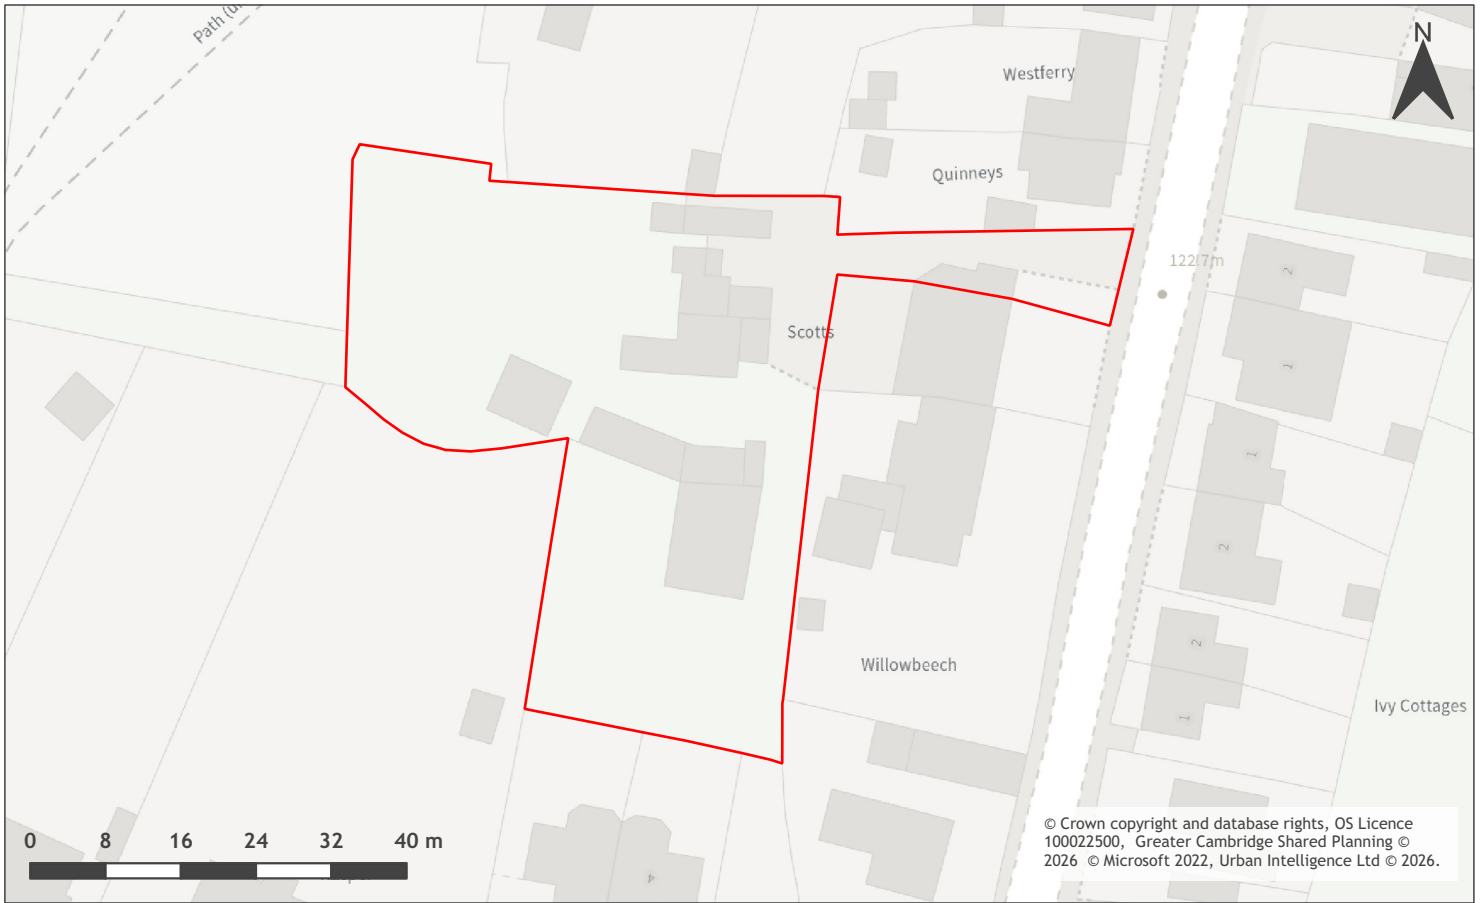 Path (u
N
Westferry
Quinneys
122.7m
2
Scotts
1
1
2
2
Willowbeech
1
Ivy Cottages
4
0 8 16 24 32 40 m
© Crown copyright and database rights, OS Licence
100022500, Greater Cambridge Shared Planning ©
2026 © Microsoft 2022, Urban Intelligence Ltd © 2026.